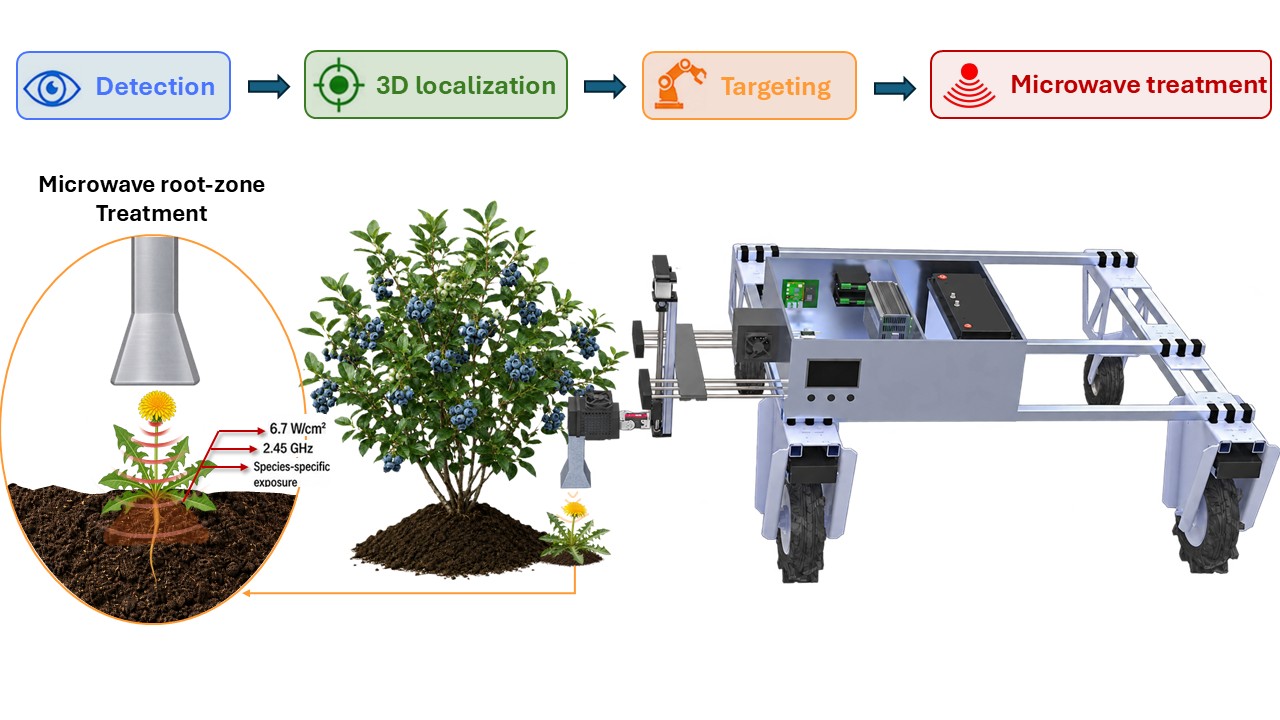 Detection
3D localization
Targeting
Microwave treatment
Microwave root-zone
Treatment
6.7 W/cm²
2.45 GHz
Species-specific
exposure